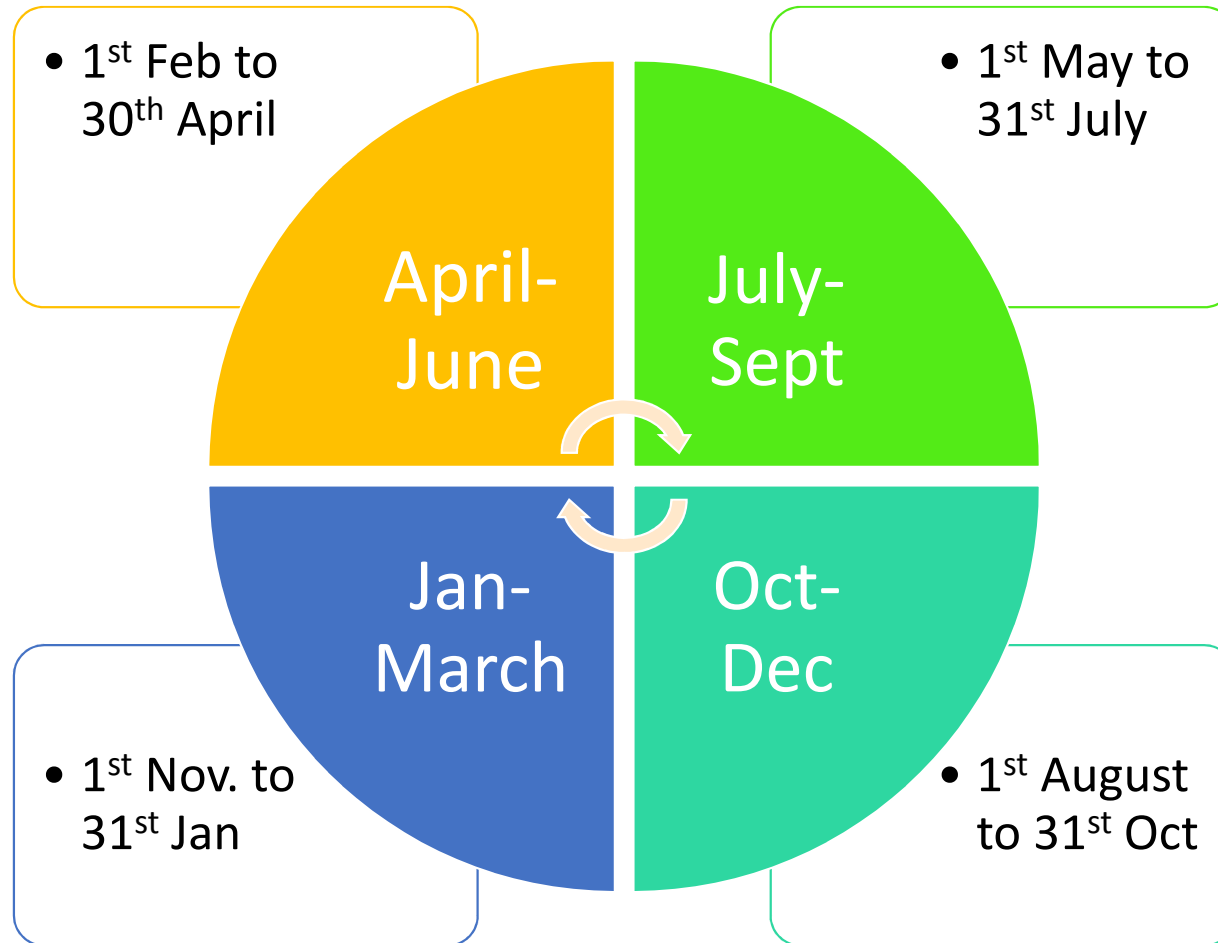 • 1st Feb to
30th April
• 1st May to
31st July
April-
June
July-
Sept
Jan-
March
Oct-
Dec
• 1st Nov. to
31st Jan
• 1st August
to 31st Oct